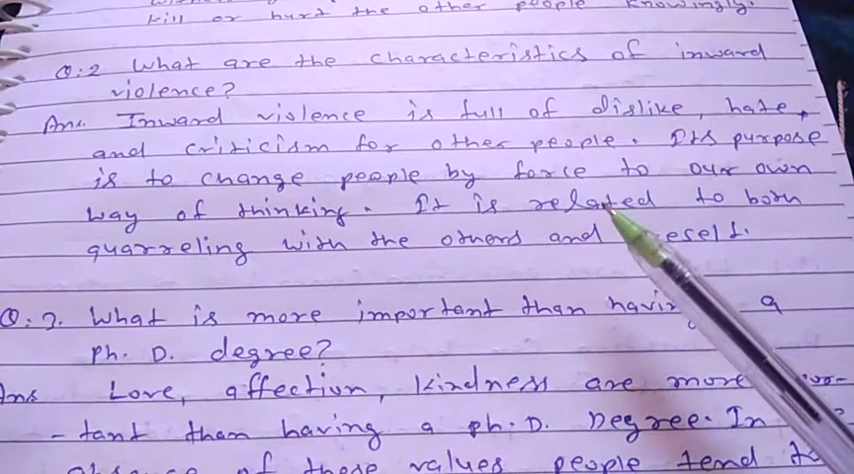 kill or hurt the other people knowingly.
Q:2 What are the characteristics of inward
violence?
Ans. Inward violence is full of dislike, hate,
and criticism for other people. Its purpose
is to change people by force to our own
way of thinking. It is related to both
quarreling with the others and
Q:3. What is more important than having a
Ph. D. degree?
Ans Love, affection, kindness are more
- tant than having a ph. D. Degree. In
of these values people tend to